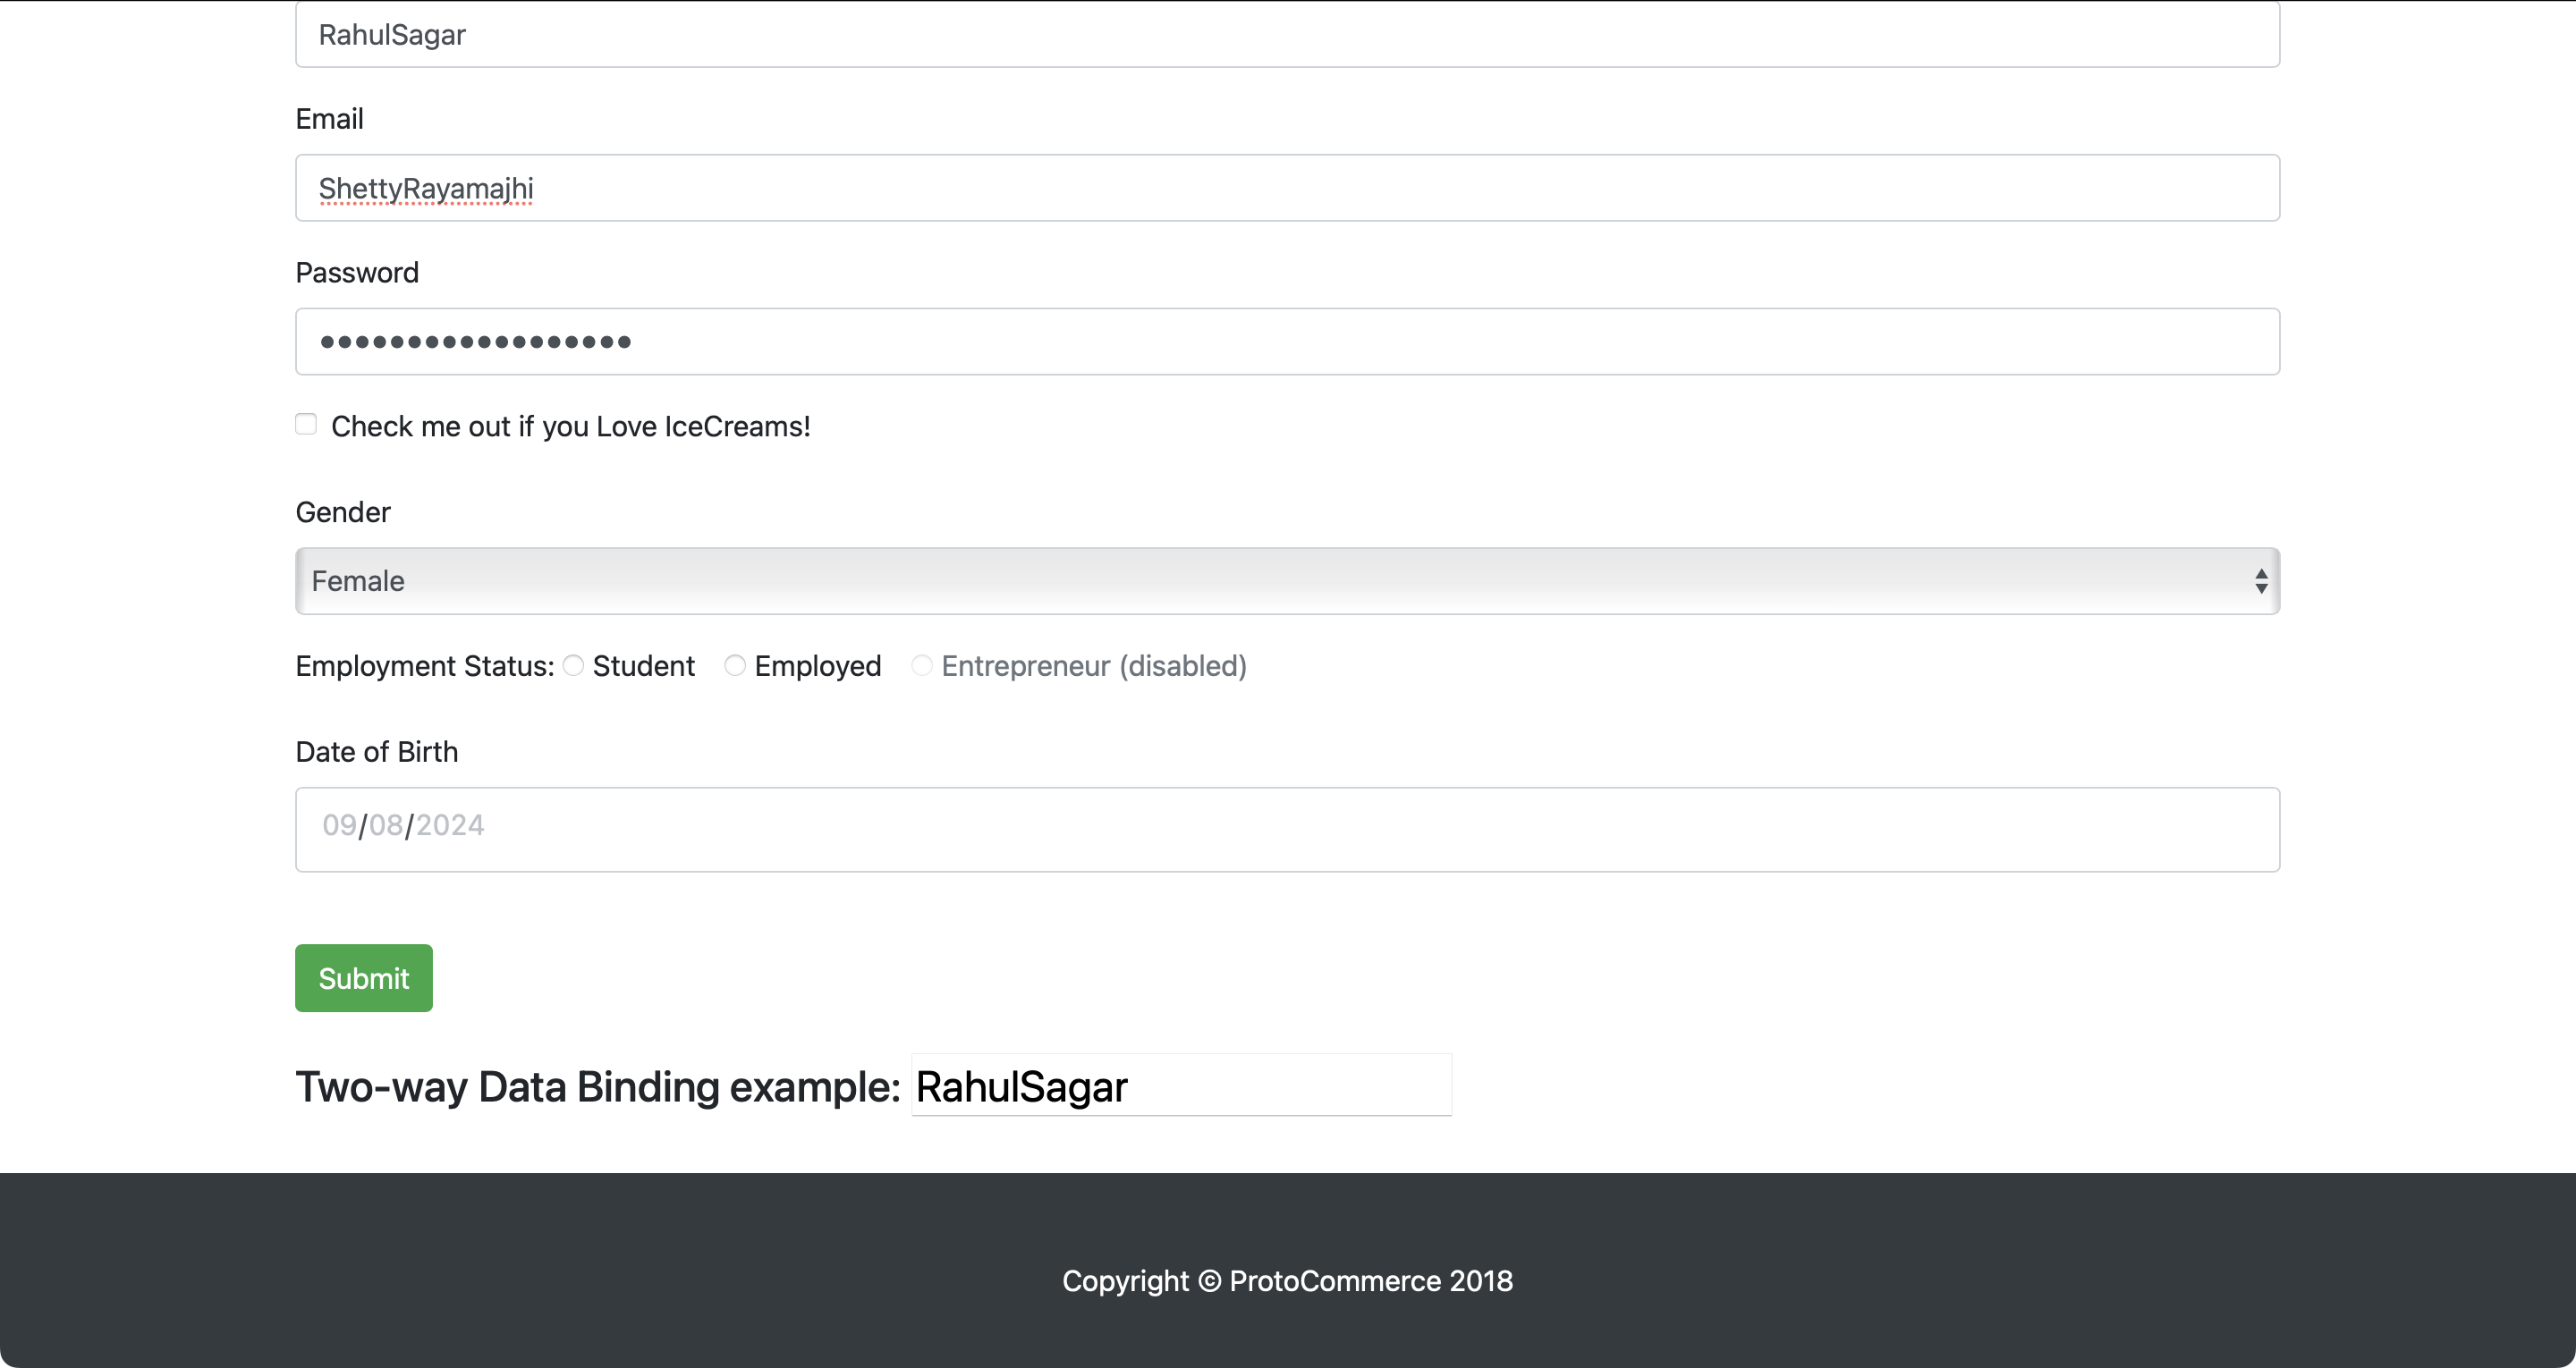 RahulSagar
Email
ShettyRayamajhi
Password
••••••••••••••••••
Check me out if you Love IceCreams!
Gender
Female
Employment Status: Student Employed Entrepreneur (disabled)
Date of Birth
09/08/2024
Submit
Two-way Data Binding example: RahulSagar
Copyright © ProtoCommerce 2018